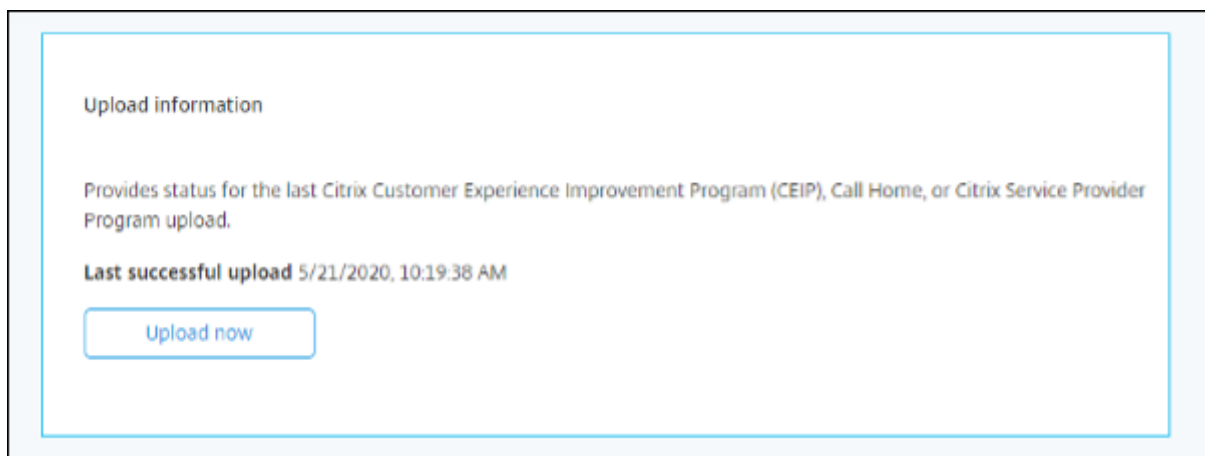 Upload information
Provides status for the last Citrix Customer Experience Improvement Program (CEIP), Call Home, or Citrix Service Provider
Program upload.
Last successful upload 5/21/2020, 10:19:38 AM
Upload now